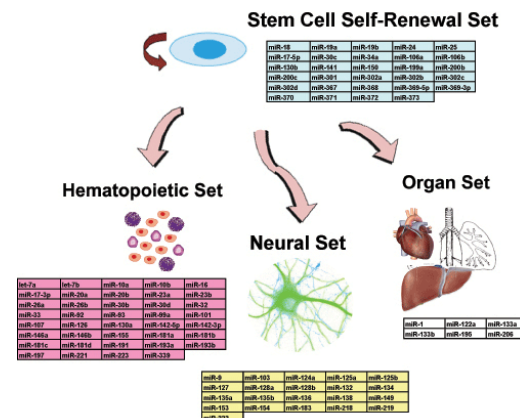 Stem Cell Self-Renewal Set
miR-18 miR-19a miR-19b miR-24 miR-25
miR-17-5p miR-30c miR-34a miR-106a miR-106b
miR-130b miR-141 miR-150 miR-199a miR-200b
miR-200c miR-301 miR-302a miR-302b miR-302c
miR-302d miR-367 miR-368 miR-369-5p miR-369-3p
miR-370 miR-371 miR-372 miR-373
Hematopoietic Set
Organ Set
Neural Set
let-7a let-7b miR-10a miR-10b miR-16
miR-17-3p miR-20a miR-20b miR-23a miR-23b
miR-26a miR-26b miR-30b miR-30d miR-32
miR-33 miR-92 miR-93 miR-99a miR-101
miR-107 miR-126 miR-130a miR-142-5p miR-142-3p
miR-146a miR-146b miR-155 miR-181a miR-181b
miR-181c miR-181d miR-191 miR-193a miR-193b
miR-197 miR-221 miR-223 miR-339
miR-1 miR-122a miR-133a
miR-133b miR-195 miR-206
miR-9 miR-103 miR-124a miR-125a miR-125b
miR-127 miR-128a miR-128b miR-132 miR-134
miR-135a miR-135b miR-136 miR-138 miR-149
miR-153 miR-154 miR-183 miR-218 miR-219